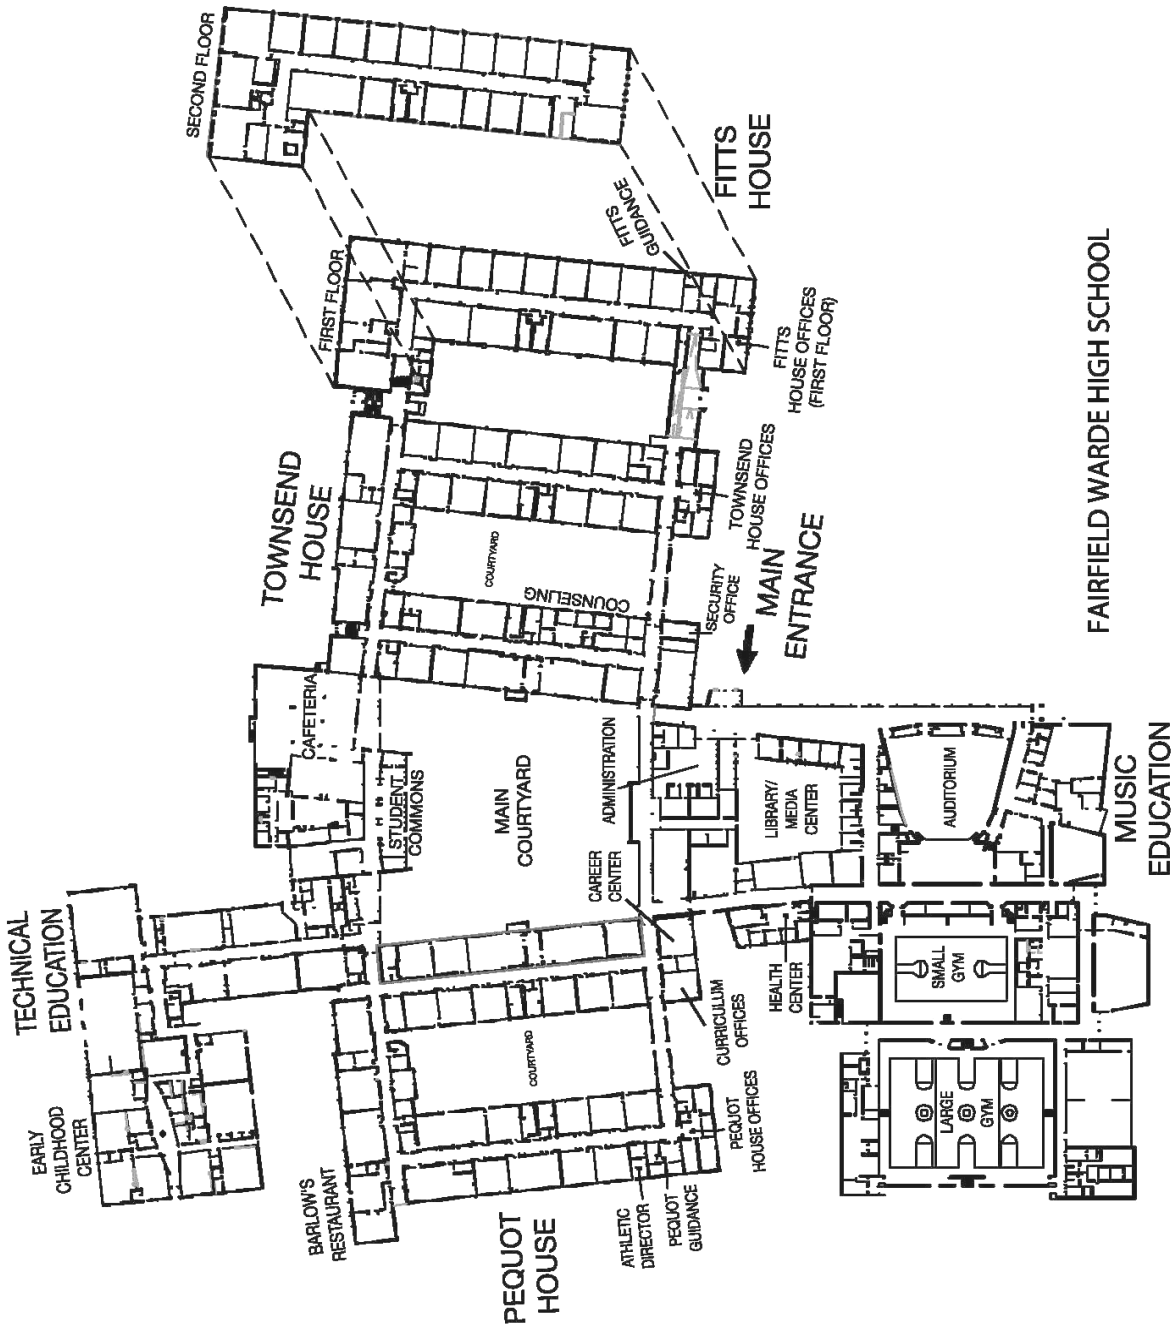 SECOND FLOOR
FIRST FLOOR
FITTS
GUIDANCE
FITTS
HOUSE
FITTS
HOUSE OFFICES
(FIRST FLOOR)
TOWNSEND
HOUSE
TOWNSEND
HOUSE OFFICES
COURTYARD
COUNSELING
SECURITY
OFFICE
MAIN
ENTRANCE
CAFETERIA
STUDENT
COMMONS
MAIN
COURTYARD
ADMINISTRATION
LIBRARY/
MEDIA
CENTER
AUDITORIUM
MUSIC
EDUCATION
CAREER
CENTER
TECHNICAL
EDUCATION
EARLY
CHILDHOOD
CENTER
HEALTH
CENTER
SMALL
GYM
CURRICULUM
OFFICES
COURTYARD
BARLOW'S
RESTAURANT
PEQUOT
HOUSE
ATHLETIC
DIRECTOR
PEQUOT
GUIDANCE
PEQUOT
HOUSE OFFICES
LARGE
GYM
FAIRFIELD WARDE HIGH SCHOOL